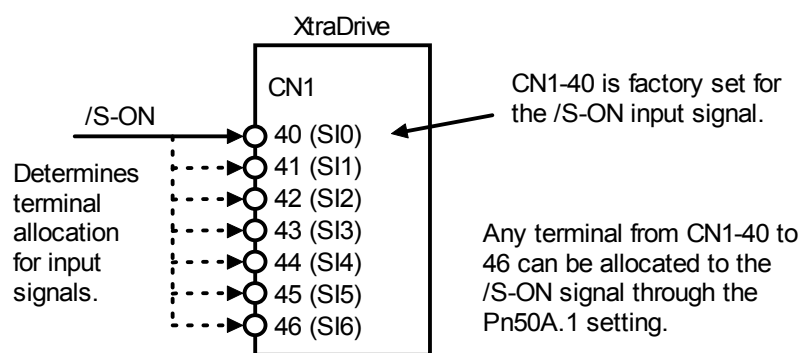 XtraDrive
CN1
/S-ON
40 (SI0)
41 (SI1)
42 (SI2)
43 (SI3)
44 (SI4)
45 (SI5)
46 (SI6)
Determines
terminal
allocation
for input
signals.
CN1-40 is factory set for
the /S-ON input signal.
Any terminal from CN1-40 to
46 can be allocated to the
/S-ON signal through the
Pn50A.1 setting.